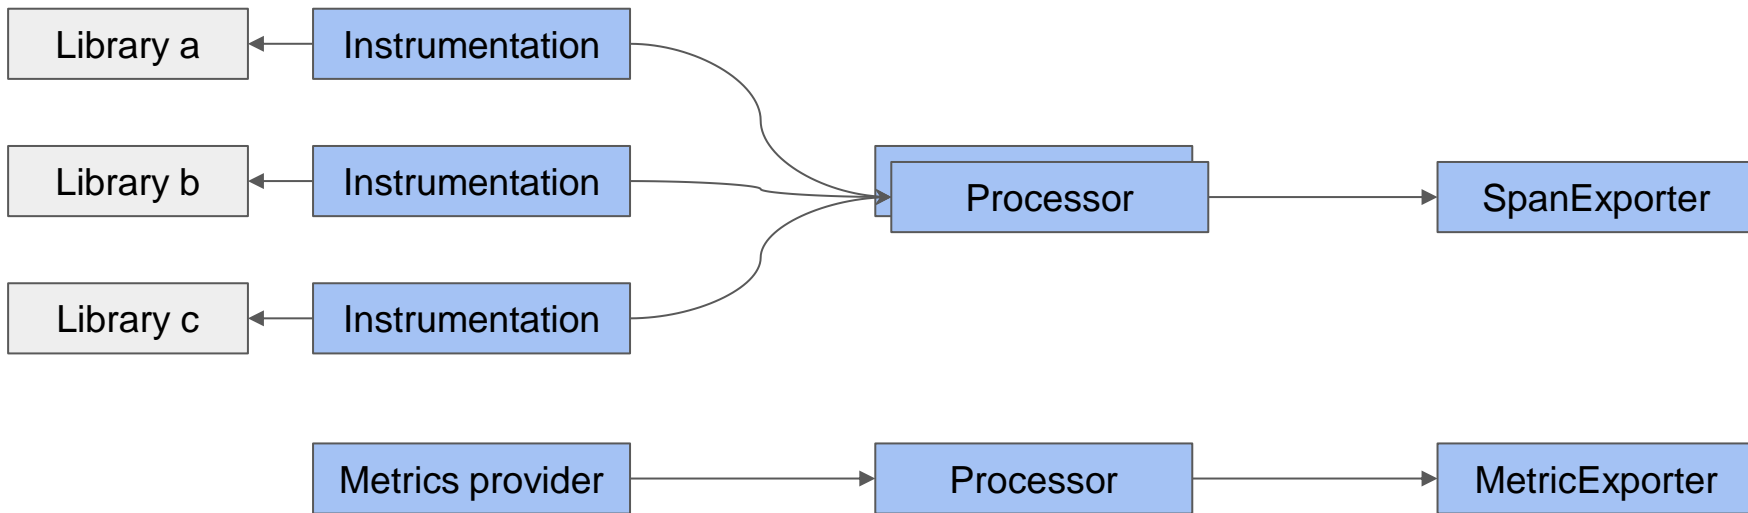 Library a
Instrumentation
Library b
Instrumentation
Processor
SpanExporter
Library c
Instrumentation
Metrics provider
Processor
MetricExporter